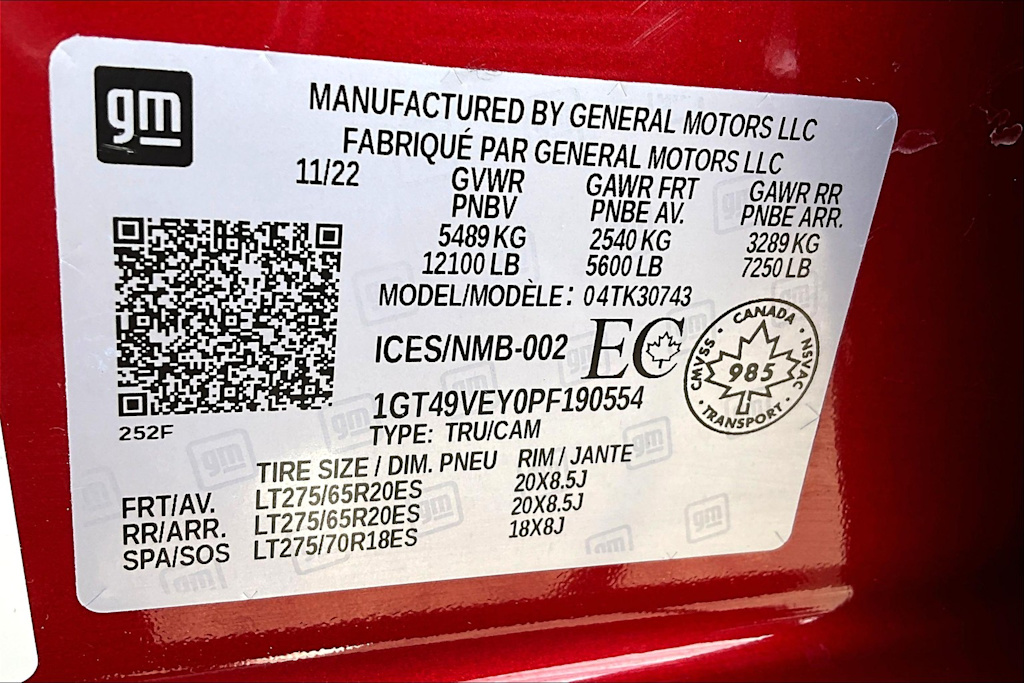 gm
MANUFACTURED BY GENERAL MOTORS LLC
FABRIQUÉ PAR GENERAL MOTORS LLC
11/22 GVWR GAWR FRT GAWR RR
PNBV PNBE AV. PNBE ARR.
5489 KG 2540 KG 3289 KG
12100 LB 5600 LB 7250 LB
MODEL/MODÈLE: 04TK30743
ICES/NMB-002 EC
CANADA
CMVSS 985 NSVAC
· TRANSPORT ·
1GT49VEY0PF190554
252F
TYPE: TRU/CAM
TIRE SIZE / DIM. PNEU RIM / JANTE
FRT/AV. LT275/65R20ES 20X8.5J
RR/ARR. LT275/65R20ES 20X8.5J
SPA/SOS LT275/70R18ES 18X8J